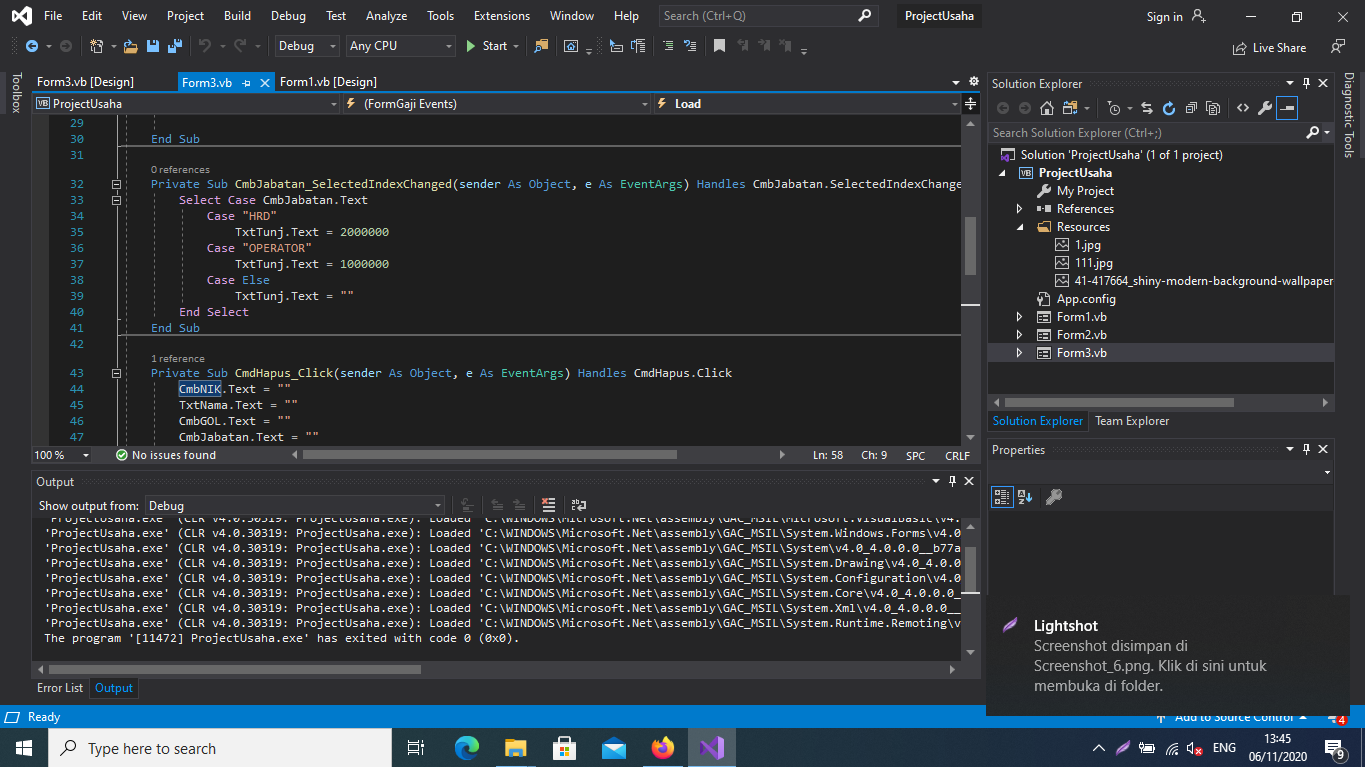 File Edit View Project Build Debug Test Analyze Tools Extensions Window Help Search (Ctrl+Q) ProjectUsaha Sign in
Debug Any CPU Start Live Share
Toolbox
Form3.vb [Design] Form3.vb Form1.vb [Design]
VB ProjectUsaha (FormGaji Events) Load
29
30 End Sub
31
0 references
32 Private Sub CmbJabatan_SelectedIndexChanged(sender As Object, e As EventArgs) Handles CmbJabatan.SelectedIndexChange
33 Select Case CmbJabatan.Text
34 Case "HRD"
35 TxtTunj.Text = 2000000
36 Case "OPERATOR"
37 TxtTunj.Text = 1000000
38 Case Else
39 TxtTunj.Text = ""
40 End Select
41 End Sub
42
1 reference
43 Private Sub CmdHapus_Click(sender As Object, e As EventArgs) Handles CmdHapus.Click
44 CmbNIK.Text = ""
45 TxtNama.Text = ""
46 CmbGOL.Text = ""
47 CmbJabatan.Text = ""
100 % No issues found Ln: 58 Ch: 9 SPC CRLF
Output
Show output from: Debug
'ProjectUsaha.exe' (CLR v4.0.30319: ProjectUsaha.exe): Loaded 'C:\WINDOWS\Microsoft.Net\assembly\GAC_MSIL\Microsoft.VisualBasic\v4.
'ProjectUsaha.exe' (CLR v4.0.30319: ProjectUsaha.exe): Loaded 'C:\WINDOWS\Microsoft.Net\assembly\GAC_MSIL\System.Windows.Forms\v4.0
'ProjectUsaha.exe' (CLR v4.0.30319: ProjectUsaha.exe): Loaded 'C:\WINDOWS\Microsoft.Net\assembly\GAC_MSIL\System\v4.0_4.0.0.0__b77a
'ProjectUsaha.exe' (CLR v4.0.30319: ProjectUsaha.exe): Loaded 'C:\WINDOWS\Microsoft.Net\assembly\GAC_MSIL\System.Drawing\v4.0_4.0.0
'ProjectUsaha.exe' (CLR v4.0.30319: ProjectUsaha.exe): Loaded 'C:\WINDOWS\Microsoft.Net\assembly\GAC_MSIL\System.Configuration\v4.0
'ProjectUsaha.exe' (CLR v4.0.30319: ProjectUsaha.exe): Loaded 'C:\WINDOWS\Microsoft.Net\assembly\GAC_MSIL\System.Core\v4.0_4.0.0.0_
'ProjectUsaha.exe' (CLR v4.0.30319: ProjectUsaha.exe): Loaded 'C:\WINDOWS\Microsoft.Net\assembly\GAC_MSIL\System.Xml\v4.0_4.0.0.0__
'ProjectUsaha.exe' (CLR v4.0.30319: ProjectUsaha.exe): Loaded 'C:\WINDOWS\Microsoft.Net\assembly\GAC_MSIL\System.Runtime.Remoting\v
The program '[11472] ProjectUsaha.exe' has exited with code 0 (0x0).
Error List Output
Solution Explorer
Search Solution Explorer (Ctrl+;)
Solution 'ProjectUsaha' (1 of 1 project)
VB ProjectUsaha
My Project
References
Resources
1.jpg
111.jpg
41-417664_shiny-modern-background-wallpaper
App.config
Form1.vb
Form2.vb
Form3.vb
Solution Explorer Team Explorer
Properties
Diagnostic Tools
Lightshot
Screenshot disimpan di
Screenshot_6.png. Klik di sini untuk
membuka di folder.
Ready Add to Source Control 4
Type here to search ENG 13:45
06/11/2020 9